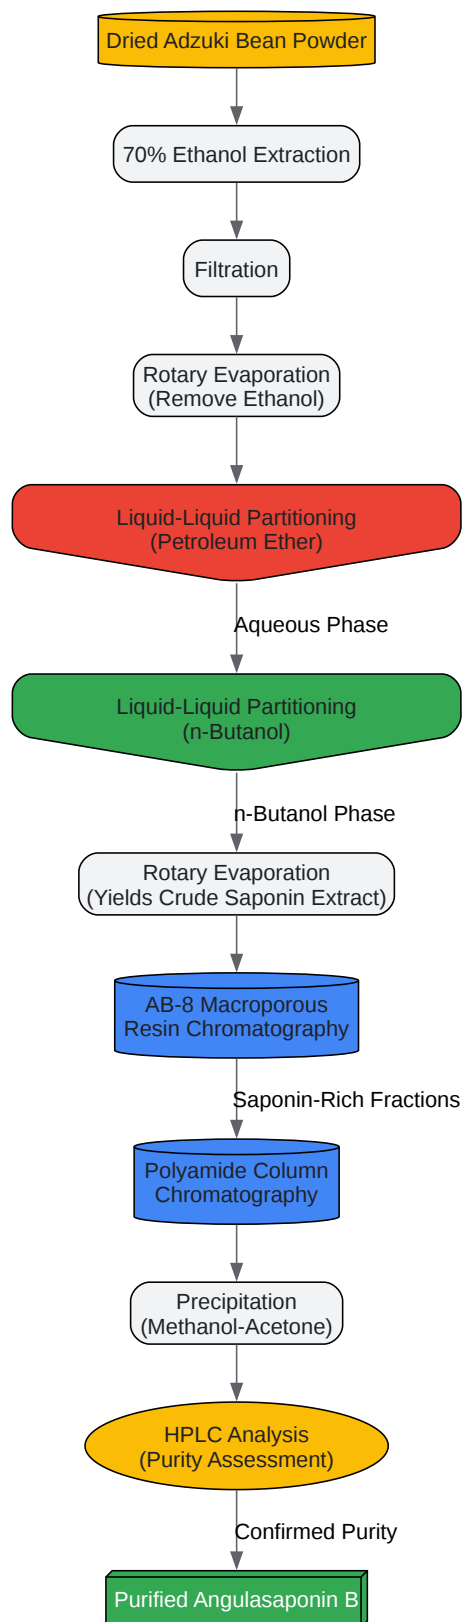 Dried Adzuki Bean Powder
70% Ethanol Extraction
Filtration
Rotary Evaporation
(Remove Ethanol)
Liquid-Liquid Partitioning
(Petroleum Ether)
Aqueous Phase
Liquid-Liquid Partitioning
(n-Butanol)
n-Butanol Phase
Rotary Evaporation
(Yields Crude Saponin Extract)
AB-8 Macroporous
Resin Chromatography
Saponin-Rich Fractions
Polyamide Column
Chromatography
Precipitation
(Methanol-Acetone)
HPLC Analysis
(Purity Assessment)
Confirmed Purity
Purified Angulasaponin B